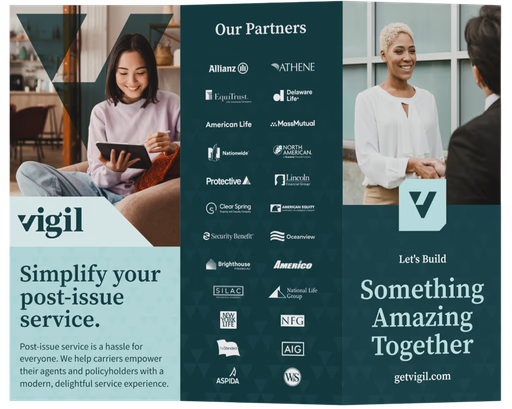 vigil
Simplify your
post-issue
service.
Post-issue service is a hassle for
everyone. We help carriers empower
their agents and policyholders with a
modern, delightful service experience.
Our Partners
Allianz
ATHENE
EquiTrust
Delaware
Life
American Life
MassMutual
Nationwide
NORTH
AMERICAN
Protective
Lincoln
Financial Group
Clear Spring
AMERICAN EQUITY
Security Benefit
Oceanview
Brighthouse
FINANCIAL
AMERICO
SILAC
National Life
Group
NEW
YORK
LIFE
NFG
AIG
ASPIDA
WS
Let's Build
Something
Amazing
Together
getvigil.com